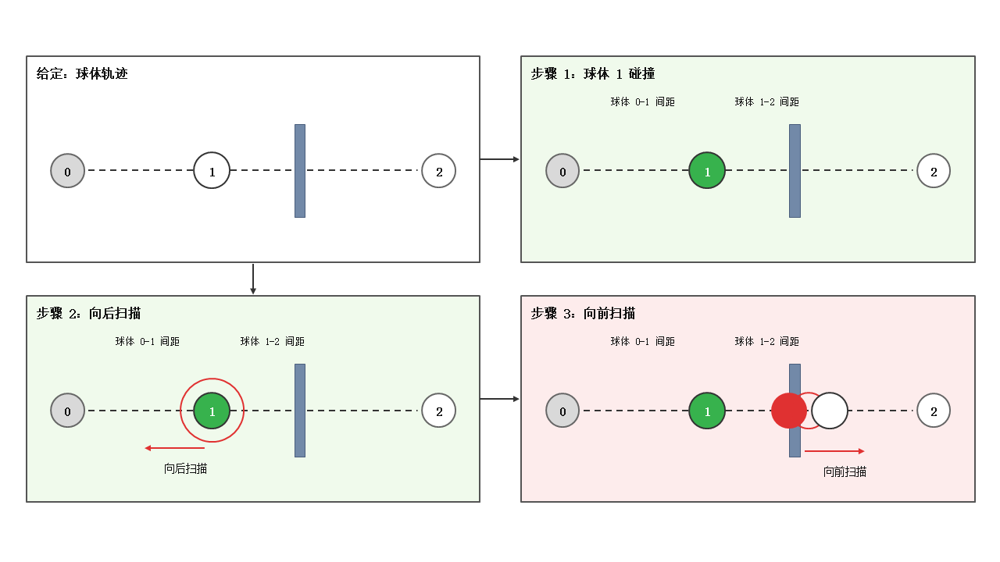 给定：球体轨迹
0
1
2
步骤 1：球体 1 碰撞
球体 0-1 间距
球体 1-2 间距
0
1
2
步骤 2：向后扫描
球体 0-1 间距
球体 1-2 间距
0
1
2
向后扫描
步骤 3：向前扫描
球体 0-1 间距
球体 1-2 间距
0
1
2
向前扫描